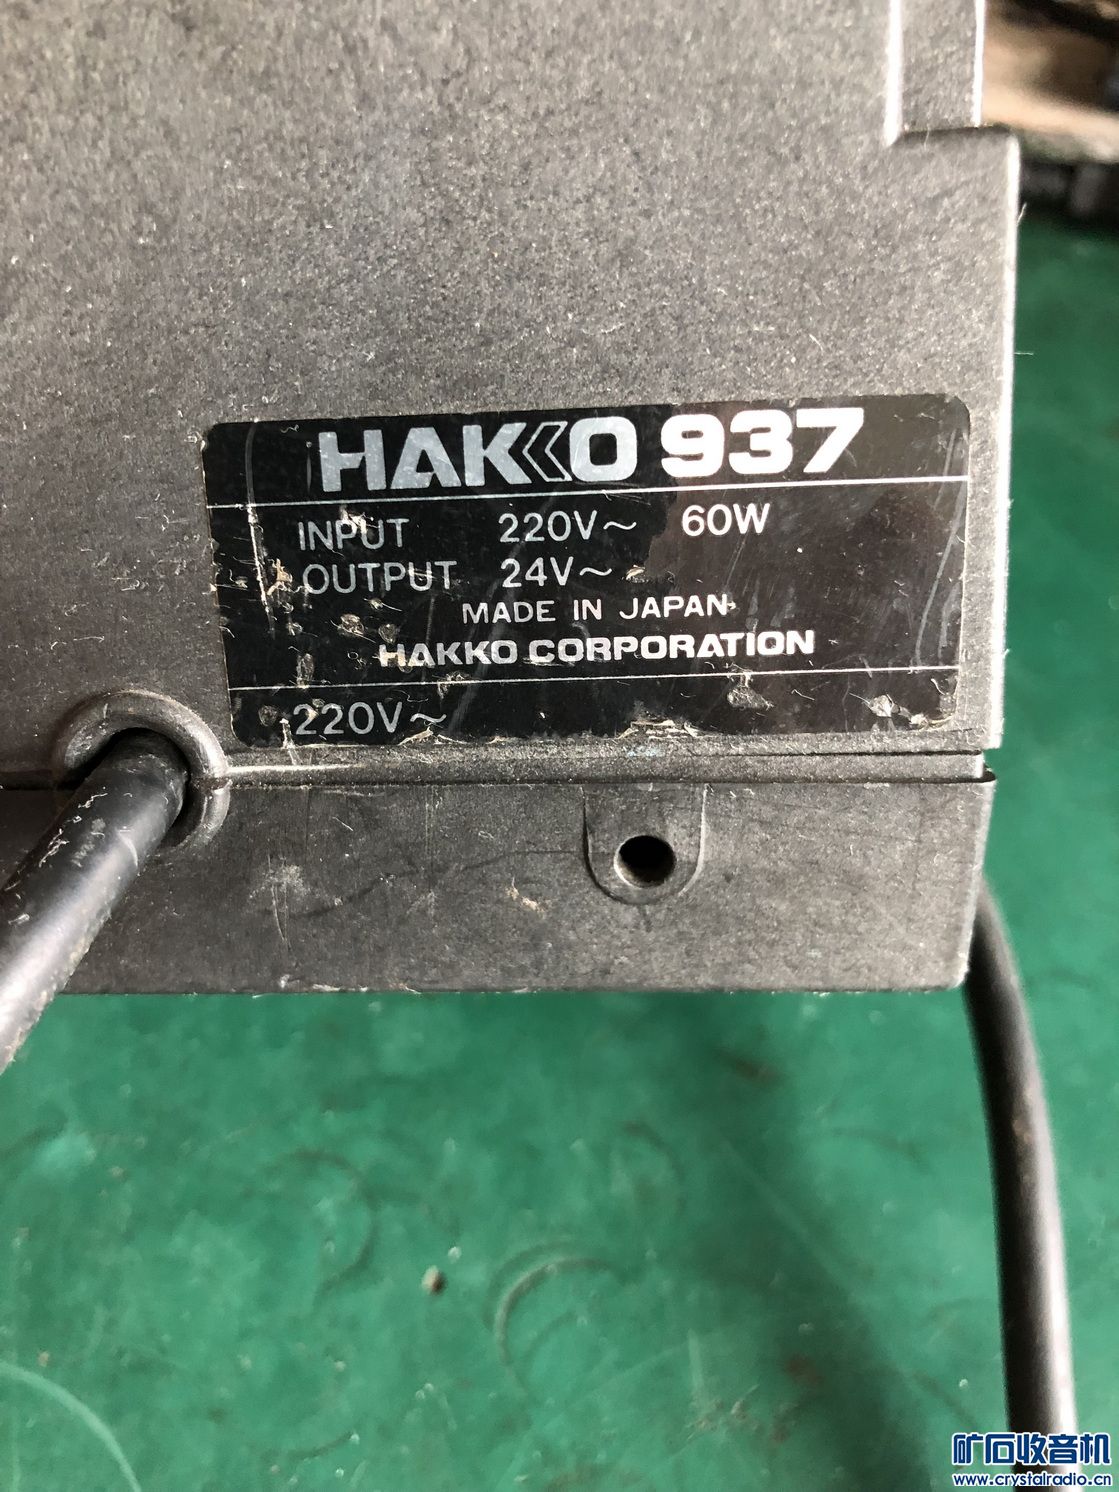 HAKKO 937
INPUT 220V~ 60W
OUTPUT 24V~
MADE IN JAPAN
HAKKO CORPORATION
220V~
矿石收音机
www.crystalradio.cn